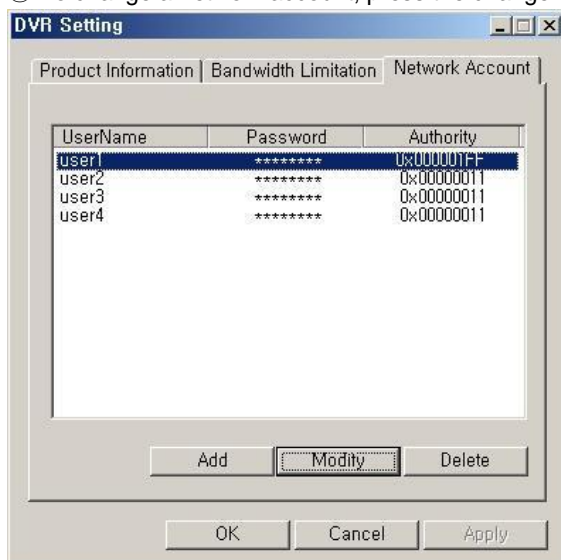 DVR Setting
Product Information Bandwidth Limitation Network Account
UserName Password Authority
user1 ******** 0x000001FF
user2 ******** 0x00000011
user3 ******** 0x00000011
user4 ******** 0x00000011
Add Modify Delete
OK Cancel Apply